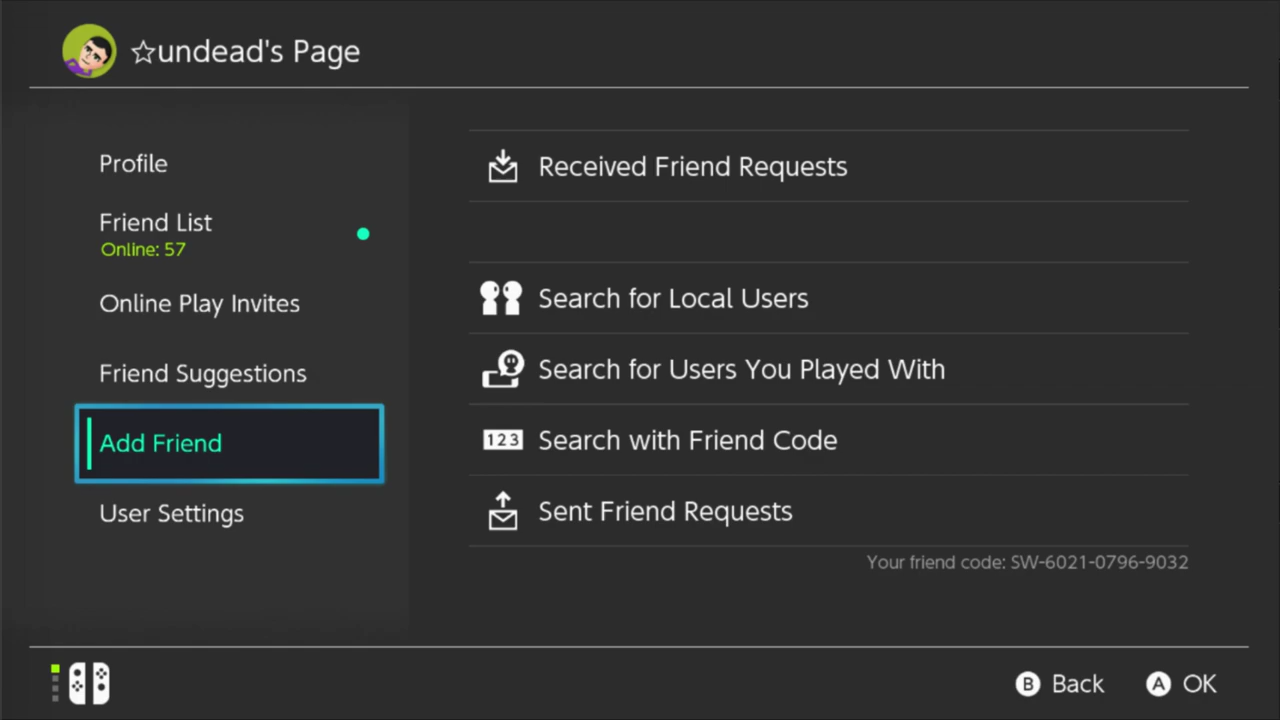 ☆undead's Page
Profile
Friend List
Online: 57
Online Play Invites
Friend Suggestions
Add Friend
User Settings
Received Friend Requests
Search for Local Users
Search for Users You Played With
123 Search with Friend Code
Sent Friend Requests
Your friend code: SW-6021-0796-9032
B Back A OK